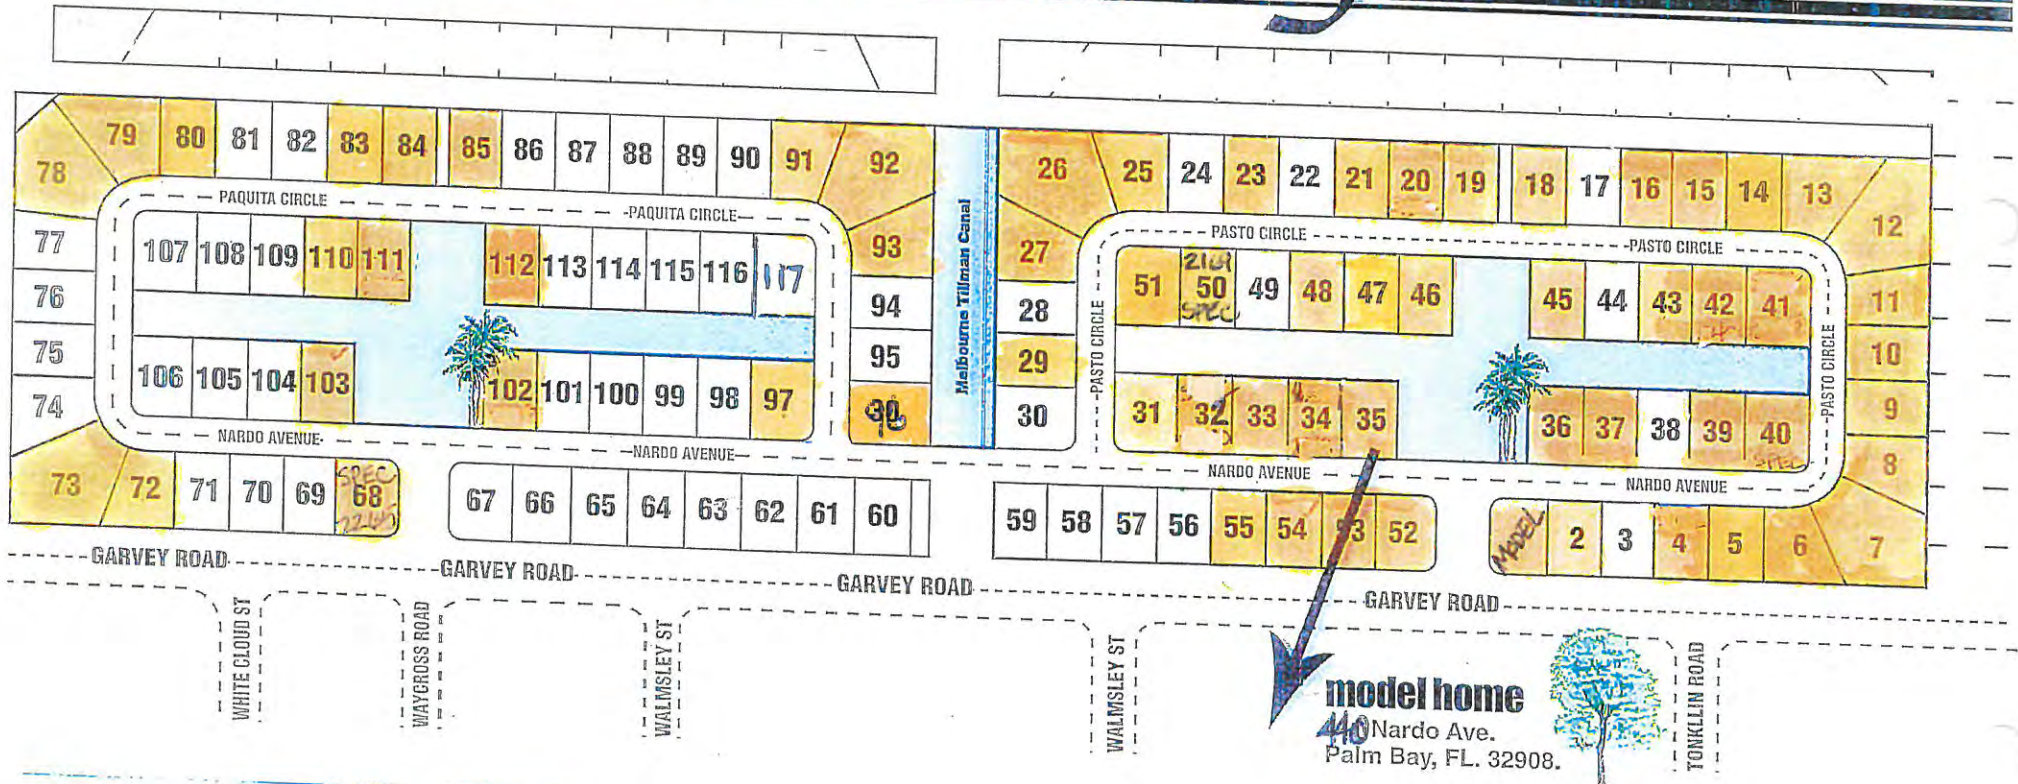 79 80 81 82 83 84 85 86 87 88 89 90 91 92
26 25 24 23 22 21 20 19 18 17 16 15 14 13
78
12
PAQUITA CIRCLE
PAQUITA CIRCLE
PASTO CIRCLE
PASTO CIRCLE
77
107 108 109 110 111 112 113 114 115 116 117
93
Melbourne Tillman Canal
27
51
2101
50
SPEC
49 48 47 46 45 44 43 42 41
11
76
94
28
PASTO CIRCLE
PASTO CIRCLE
10
75
95
29
106 105 104 103 102 101 100 99 98 97
31 32 33 34 35 36 37 38 39 40
SPEC
9
74
96
30
8
NARDO AVENUE
NARDO AVENUE
NARDO AVENUE
NARDO AVENUE
73 72 71 70 69
SPEC
68
2265
67 66 65 64 63 62 61 60
59 58 57 56 55 54 53 52
MODEL
2 3 4 5 6 7
GARVEY ROAD
GARVEY ROAD
GARVEY ROAD
GARVEY ROAD
WHITE CLOUD ST
WAYCROSS ROAD
WALMSLEY ST
WALMSLEY ST
TONKLLIN ROAD
model home
440 Nardo Ave.
Palm Bay, FL. 32908.